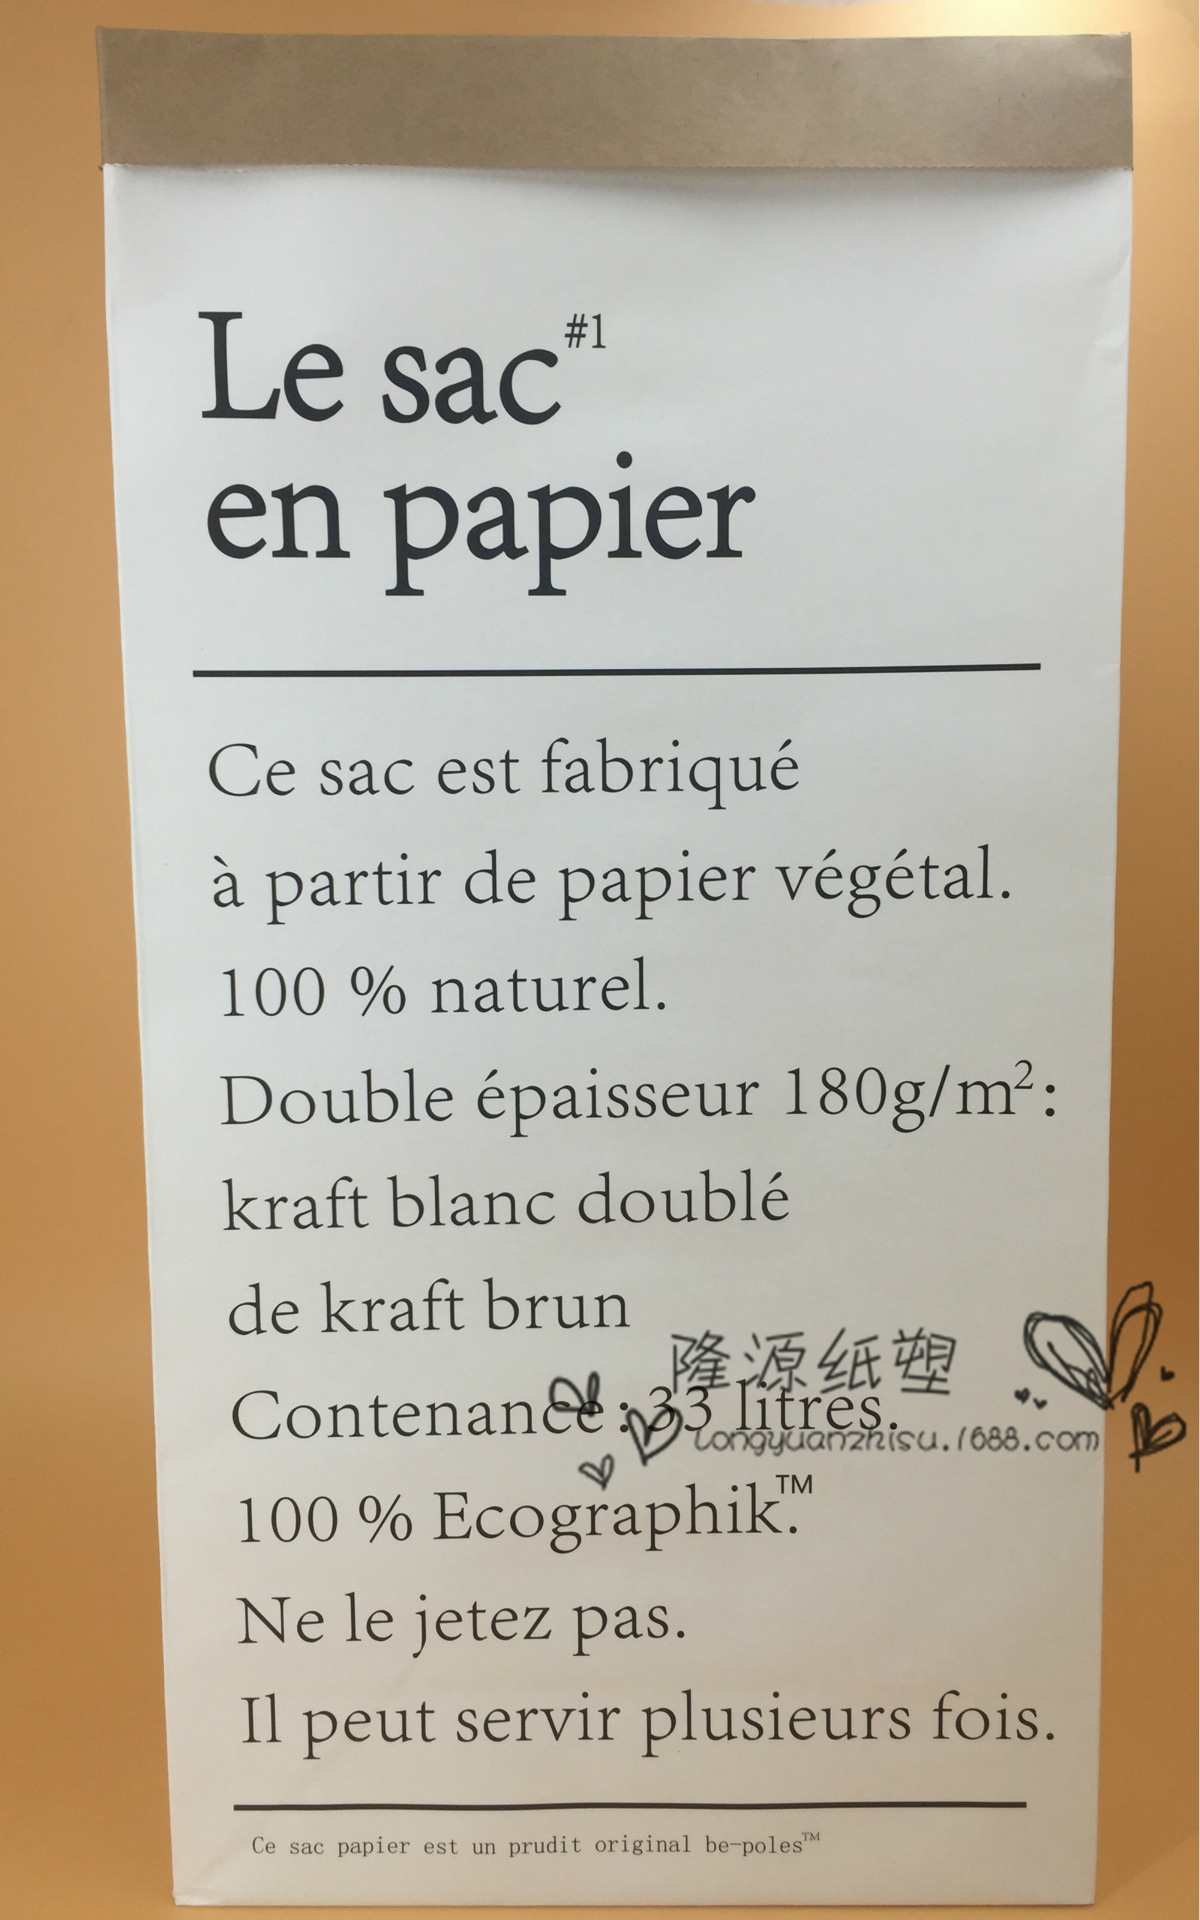 Le sac #1
en papier
Ce sac est fabriqué
à partir de papier végétal.
100 % naturel.
Double épaisseur 180g/m²:
kraft blanc doublé
de kraft brun
隆源纸塑
Contenance: 33 litres.
Longyuanzhisu.1688.com
100 % Ecographik.™
Ne le jetez pas.
Il peut servir plusieurs fois.
Ce sac papier est un prudit original be-poles™